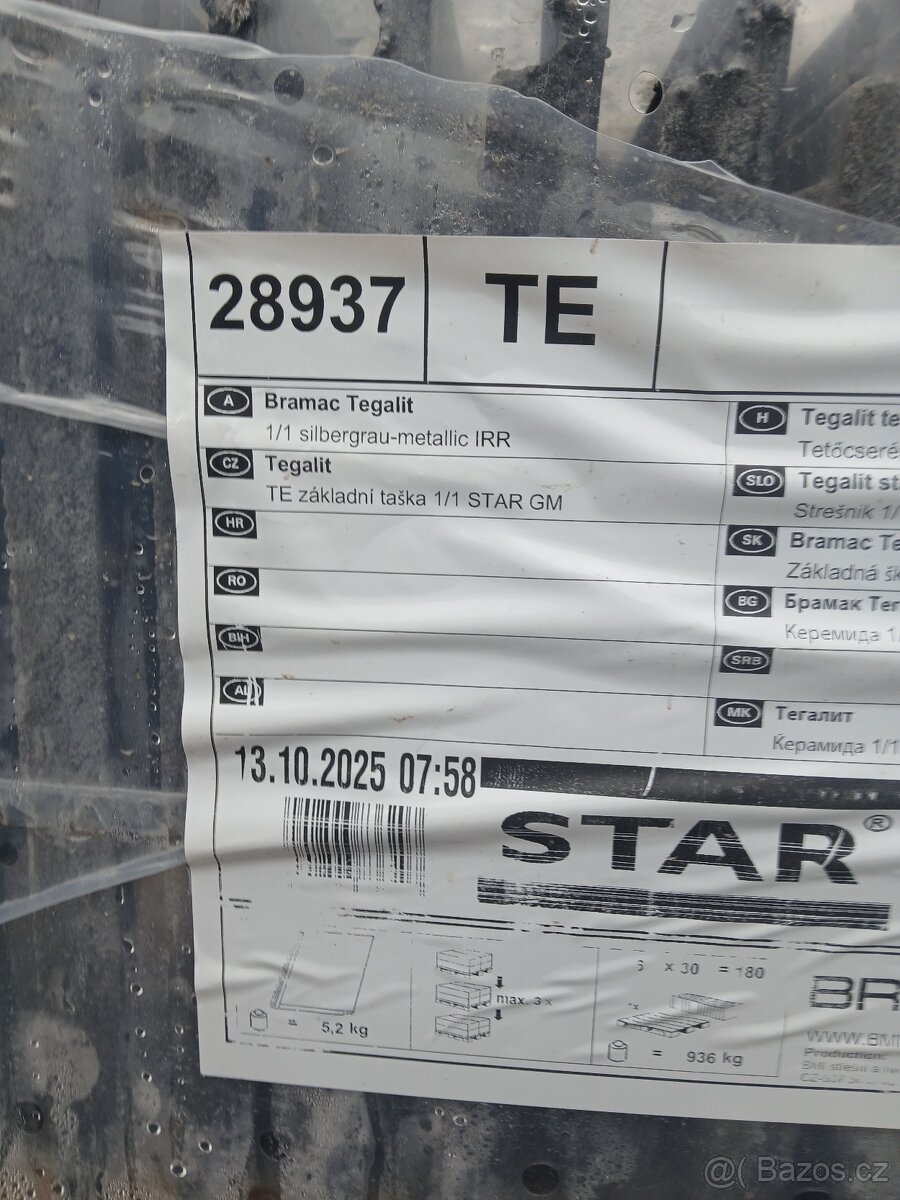 28937 TE
A Bramac Tegalit
1/1 silbergrau-metallic IRR
CZ Tegalit
TE základní taška 1/1 STAR GM
HR
RO
BIH
AL
H Tegalit te
Tetőcseré
SLO Tegalit st
Strešnik 1/
SK Bramac Te
Základná šk
BG Брамак Тег
Керемида 1/
SRB
MK Тегалит
Керамида 1/1
13.10.2025 07:58
STAR®
= 5,2 kg
max. 3 x
6 x 30 = 180
= 936 kg
BR
www.BMI
Production:
@( Bazos.cz